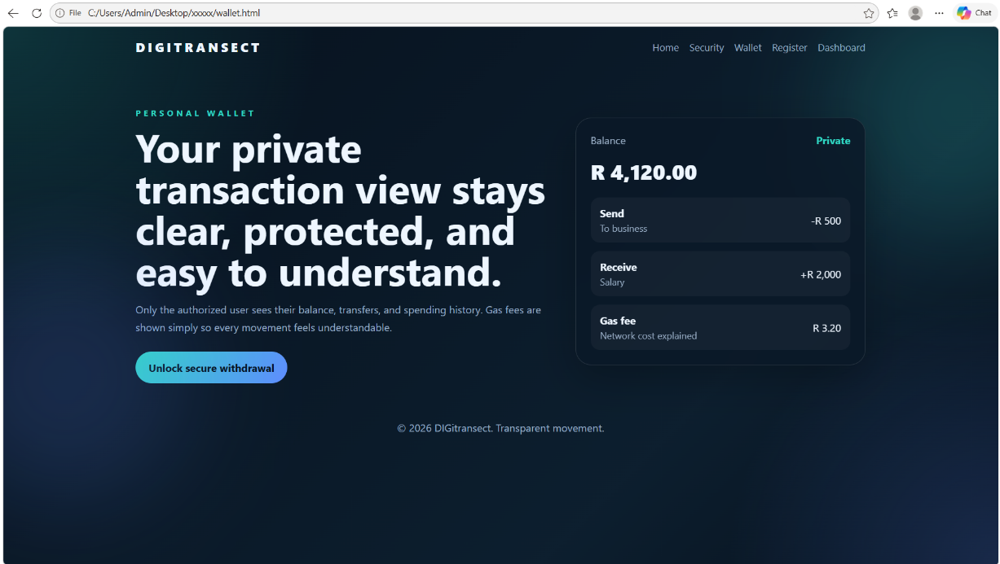 File C:/Users/Admin/Desktop/xxxxx/wallet.html
Chat
DIGITRANSECT
Home Security Wallet Register Dashboard
PERSONAL WALLET
Your private
transaction view stays
clear, protected, and
easy to understand.
Only the authorized user sees their balance, transfers, and spending history. Gas fees are
shown simply so every movement feels understandable.
Unlock secure withdrawal
Balance Private
R 4,120.00
Send
To business
-R 500
Receive
Salary
+R 2,000
Gas fee
Network cost explained
R 3.20
© 2026 DIGitransect. Transparent movement.